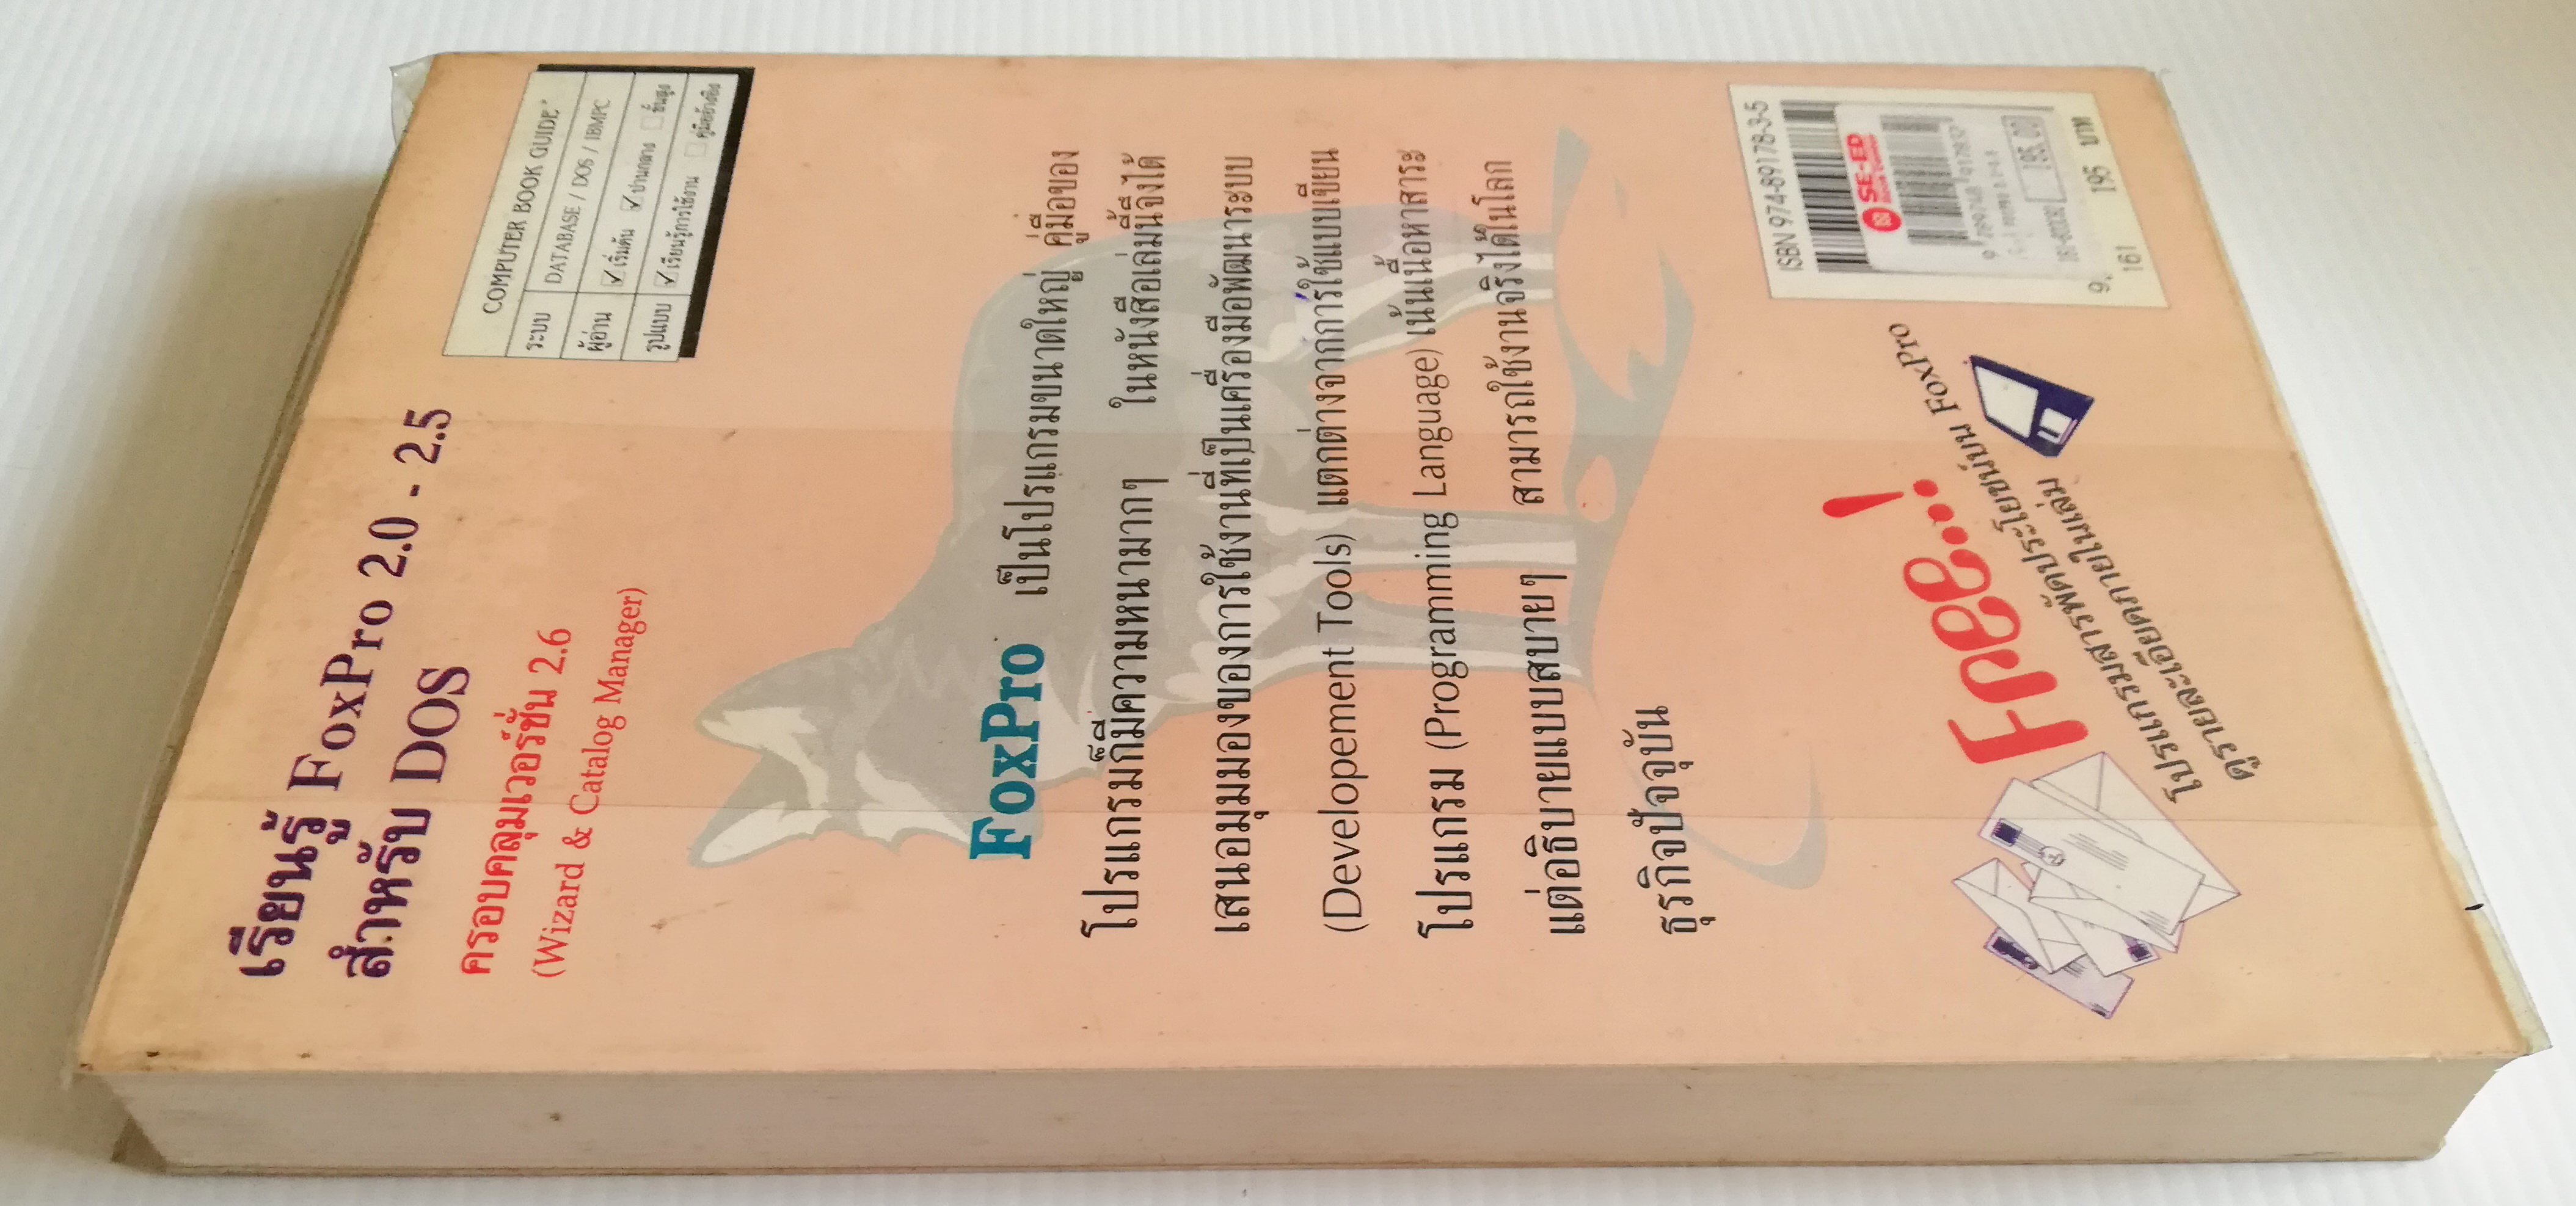 เรียนรู้ FoxPro 2.0 - 2.5
สำหรับ DOS
ครอบคลุมเวอร์ชั่น 2.6
(Wizard & Catalog Manager)
COMPUTER BOOK GUIDE
ระบบ DATABASE / DOS / IBMPC
ผู้อ่าน ☑ เริ่มต้น ☑ ปานกลาง ☐ ชั้นสูง
รูปแบบ ☑ เรียนรู้การใช้งาน ☐ คู่มืออ้างอิง
FoxPro เป็นโปรแกรมขนาดใหญ่ คู่มือของ
โปรแกรมก็มีความหนามากๆ ในหนังสือเล่มนี้จึงได้
เสนอมุมมองของการใช้งานที่เป็นเครื่องมือพัฒนาระบบ
(Developement Tools) แตกต่างจากการใช้แบบเขียน
โปรแกรม (Programming Language) เน้นเนื้อหาสาระ
แต่อธิบายแบบสบายๆ สามารถใช้งานจริงได้ในโลก
ธุรกิจปัจจุบัน
Free...!
โปรแกรมสารพัดประโยชน์บน FoxPro
ดูรายละเอียดภายในเล่ม
ISBN 974-89178-3-5
SE-ED
Book Center
195.00
9.
161
195 บาท